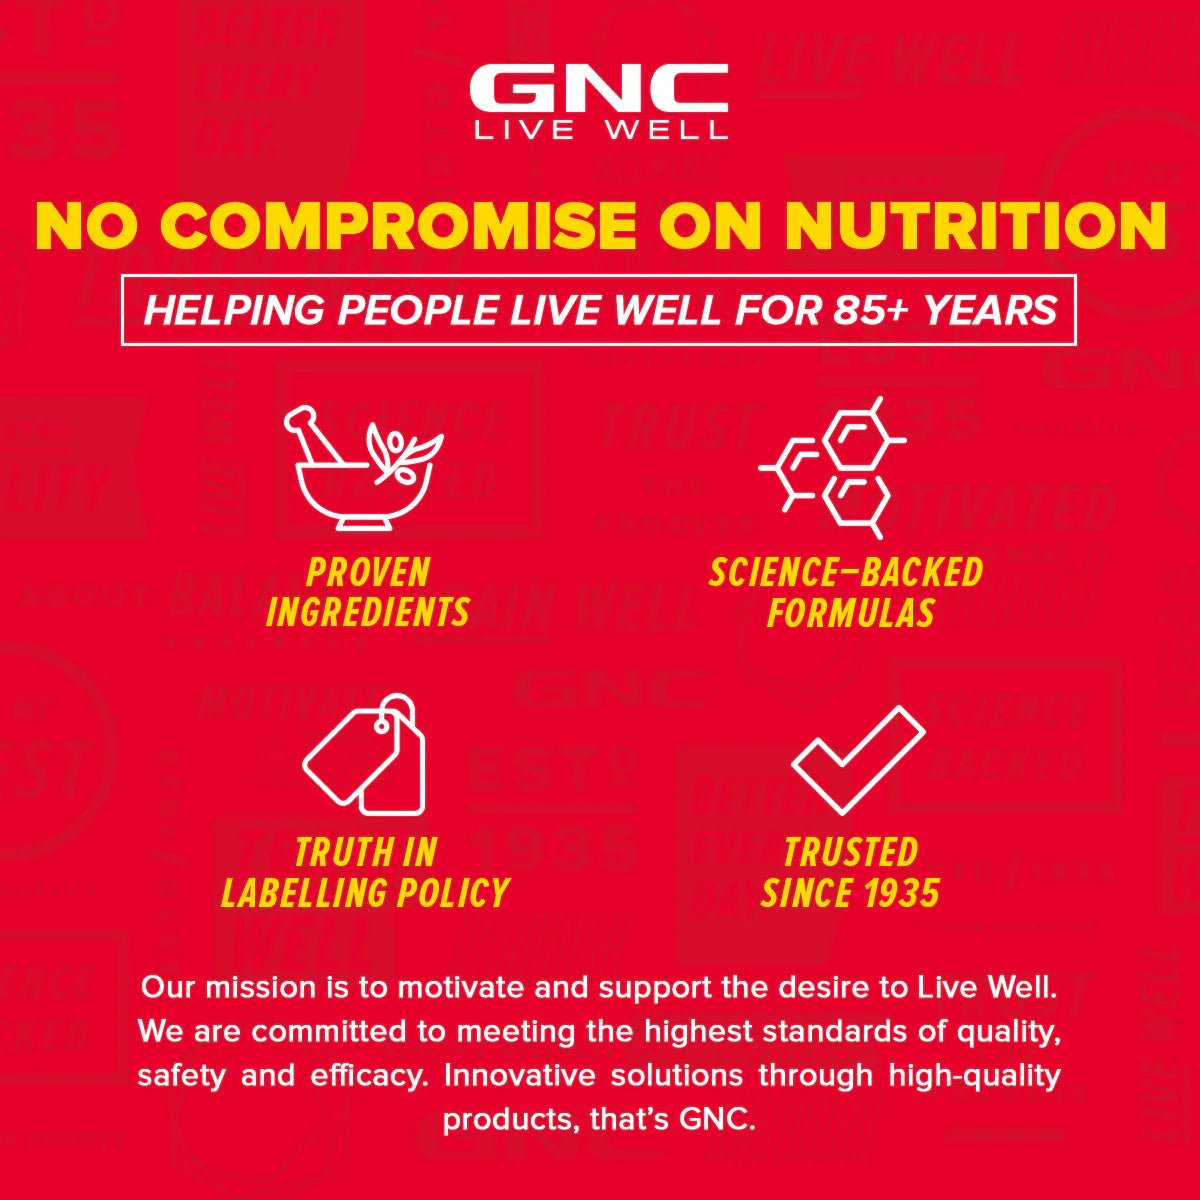 GNC
LIVE WELL
NO COMPROMISE ON NUTRITION
HELPING PEOPLE LIVE WELL FOR 85+ YEARS
PROVEN
INGREDIENTS
SCIENCE-BACKED
FORMULAS
TRUTH IN
LABELLING POLICY
TRUSTED
SINCE 1935
Our mission is to motivate and support the desire to Live Well.
We are committed to meeting the highest standards of quality,
safety and efficacy. Innovative solutions through high-quality
products, that's GNC.